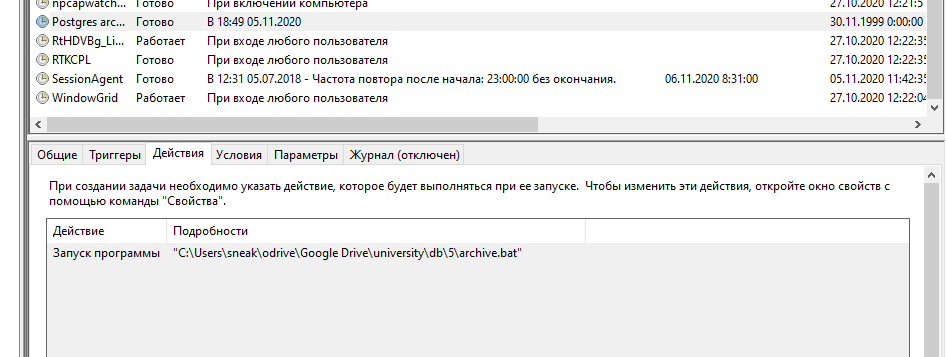 npcapwatch... Готово При включении компьютера 27.10.2020 12:21:5
Postgres arc... Готово В 18:49 05.11.2020 30.11.1999 0:00:00
RtHDVBg_Li... Работает При входе любого пользователя 27.10.2020 12:22:35
RTKCPL Готово При входе любого пользователя 27.10.2020 12:22:35
SessionAgent Готово В 12:31 05.07.2018 - Частота повтора после начала: 23:00:00 без окончания. 06.11.2020 8:31:00 05.11.2020 11:42:35
WindowGrid Работает При входе любого пользователя 27.10.2020 12:22:04
Общие Триггеры Действия Условия Параметры Журнал (отключен)
При создании задачи необходимо указать действие, которое будет выполняться при ее запуске. Чтобы изменить эти действия, откройте окно свойств с
помощью команды "Свойства".
Действие Подробности
Запуск программы "C:\Users\sneak\odrive\Google Drive\university\db\5\archive.bat"